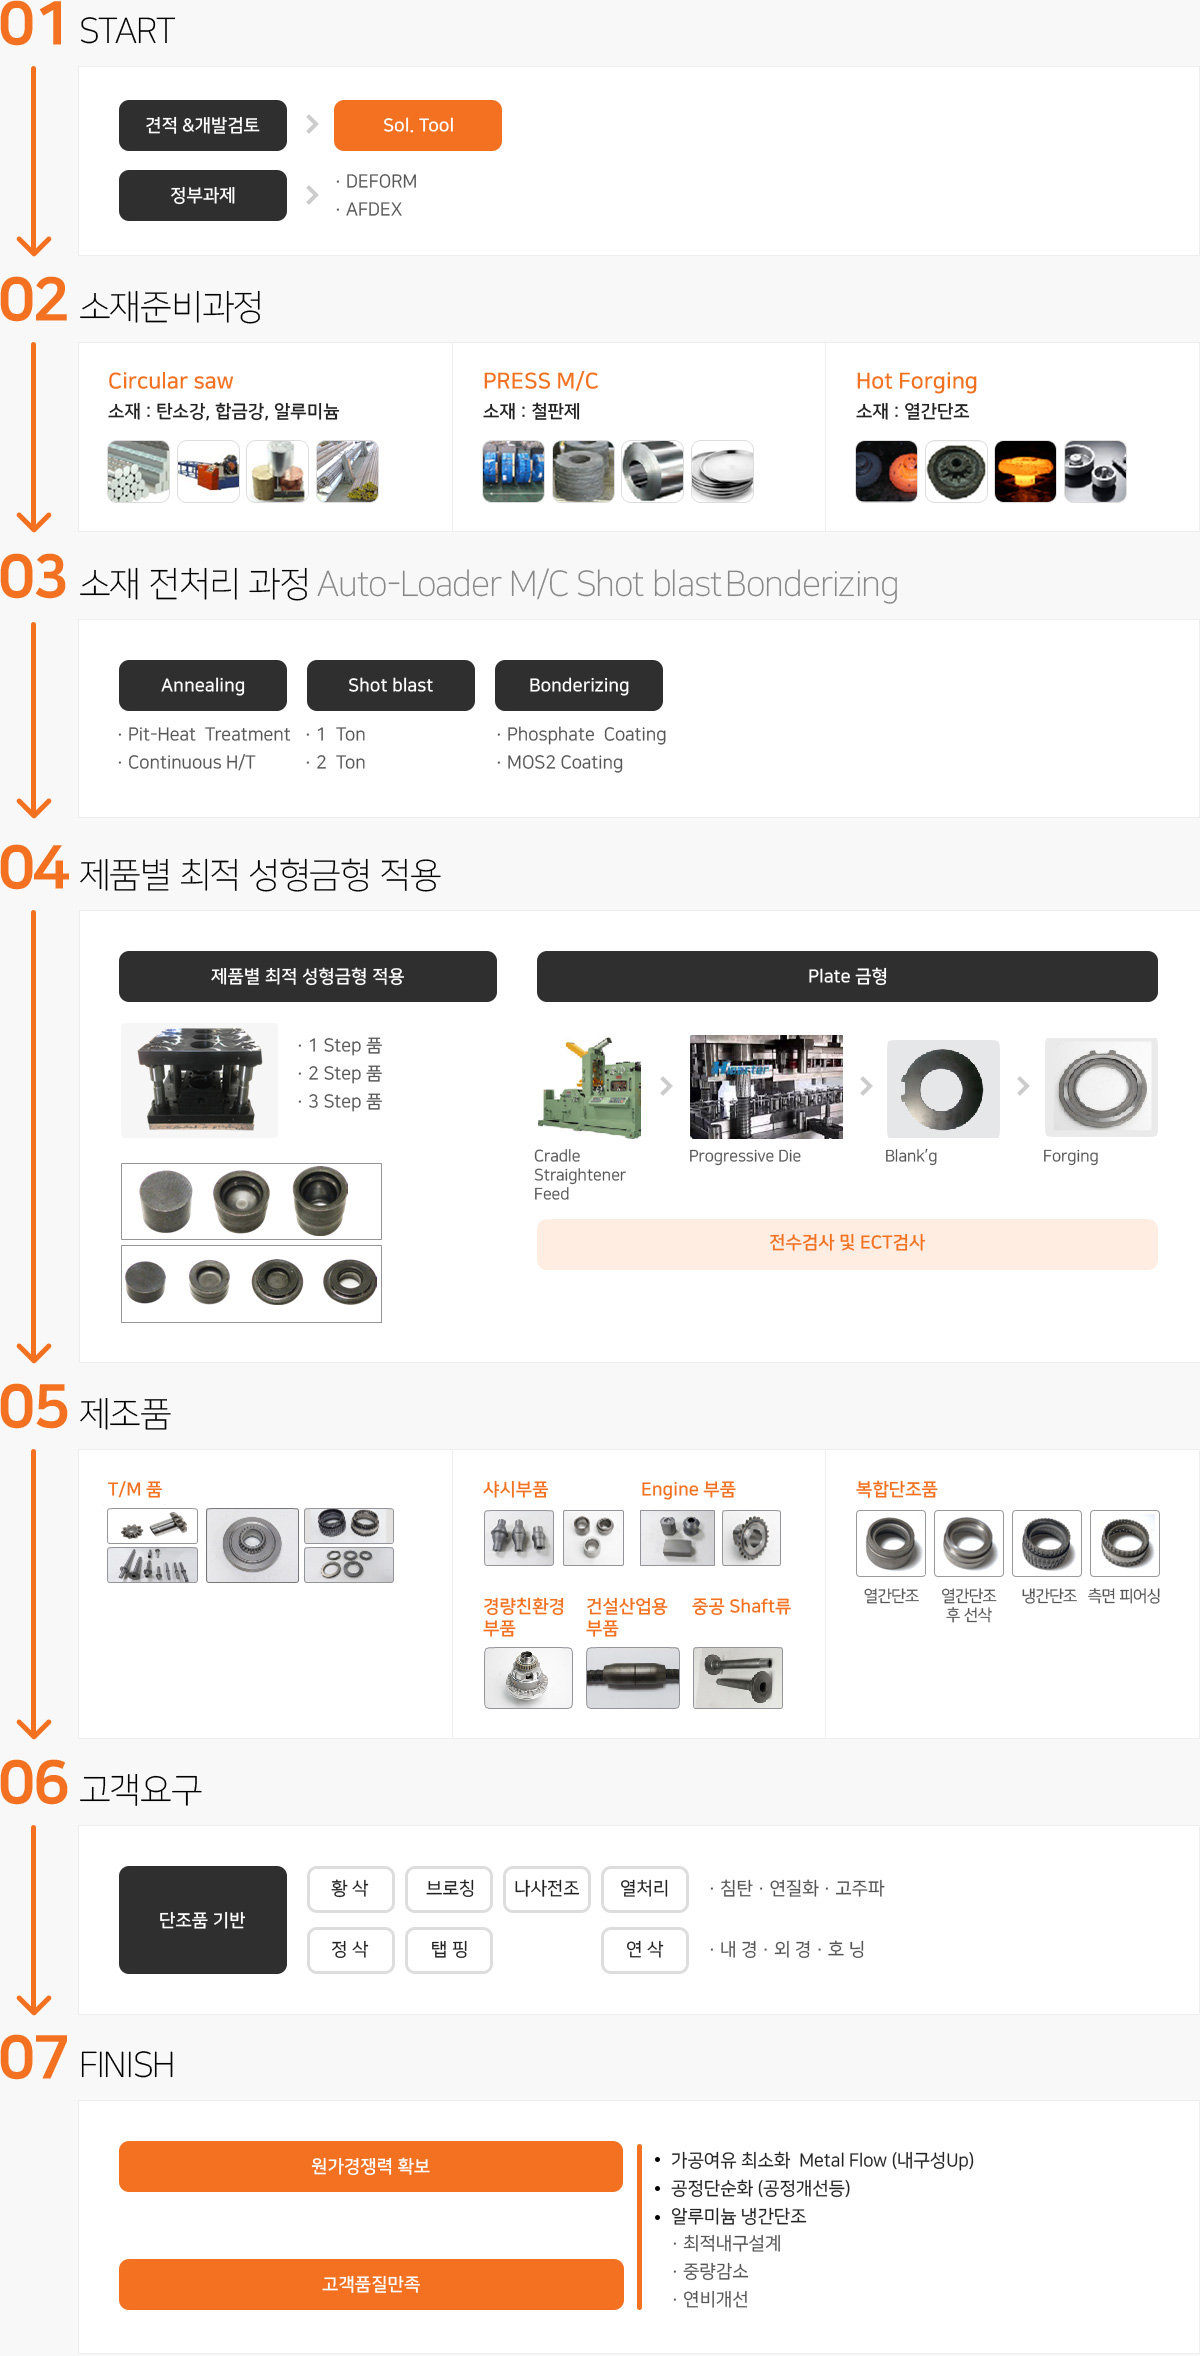 01 START
견적 &개발검토
Sol. Tool
정부과제
· DEFORM
· AFDEX
02 소재준비과정
Circular saw
소재 : 탄소강, 합금강, 알루미늄
PRESS M/C
소재 : 철판제
Hot Forging
소재 : 열간단조
03 소재 전처리 과정 Auto-Loader M/C Shot blast Bonderizing
Annealing
· Pit-Heat Treatment
· Continuous H/T
Shot blast
· 1 Ton
· 2 Ton
Bonderizing
· Phosphate Coating
· MOS2 Coating
04 제품별 최적 성형금형 적용
제품별 최적 성형금형 적용
· 1 Step 품
· 2 Step 품
· 3 Step 품
Plate 금형
Cradle
Straightener
Feed
Progressive Die
Blank’g
Forging
전수검사 및 ECT검사
05 제조품
T/M 품
샤시부품
Engine 부품
경량친환경
부품
건설산업용
부품
중공 Shaft류
복합단조품
열간단조
열간단조
후 선삭
냉간단조
측면 피어싱
06 고객요구
단조품 기반
황 삭
브로칭
나사전조
열처리
· 침탄 · 연질화 · 고주파
정 삭
탭 핑
연 삭
· 내 경 · 외 경 · 호 닝
07 FINISH
원가경쟁력 확보
고객품질만족
• 가공여유 최소화 Metal Flow (내구성Up)
• 공정단순화 (공정개선등)
• 알루미늄 냉간단조
· 최적내구설계
· 중량감소
· 연비개선